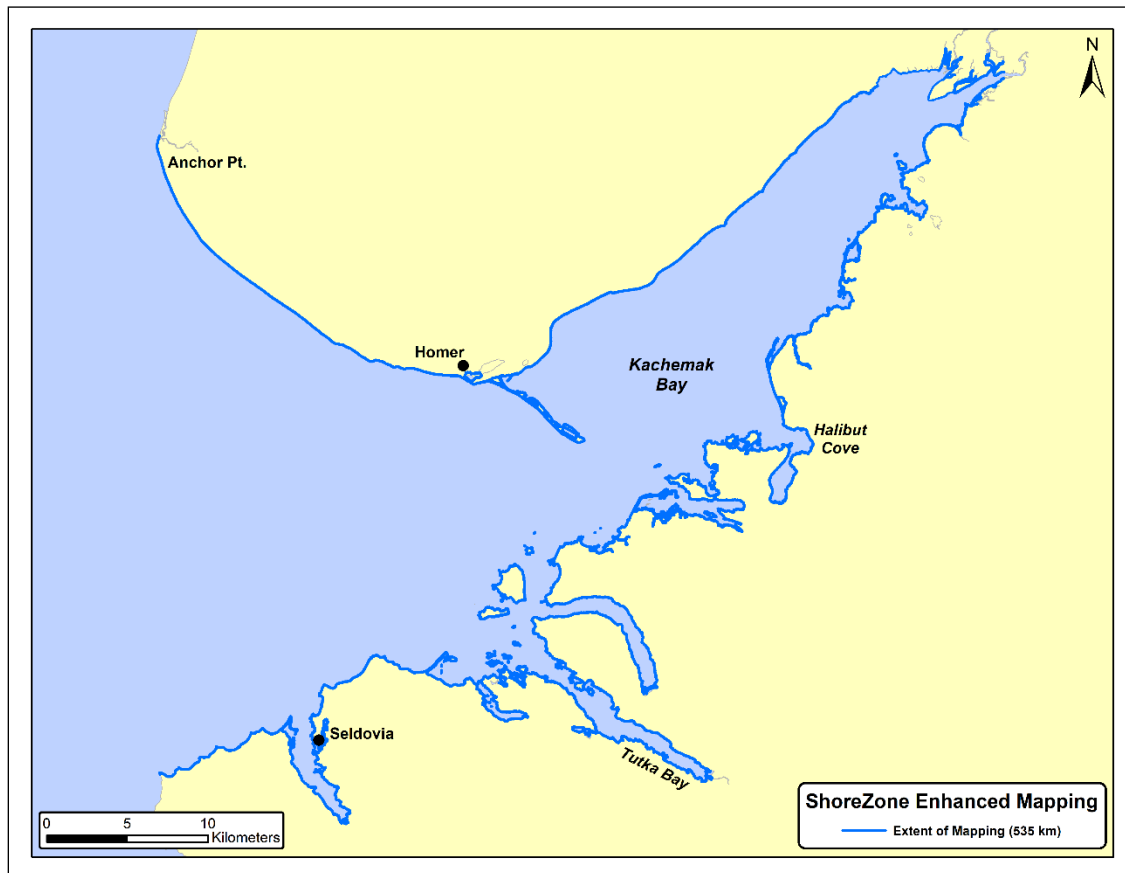 N
Anchor Pt.
Homer
Kachemak
Bay
Halibut
Cove
Seldovia
Tutka Bay
0 5 10
Kilometers
ShoreZone Enhanced Mapping
Extent of Mapping (535 km)